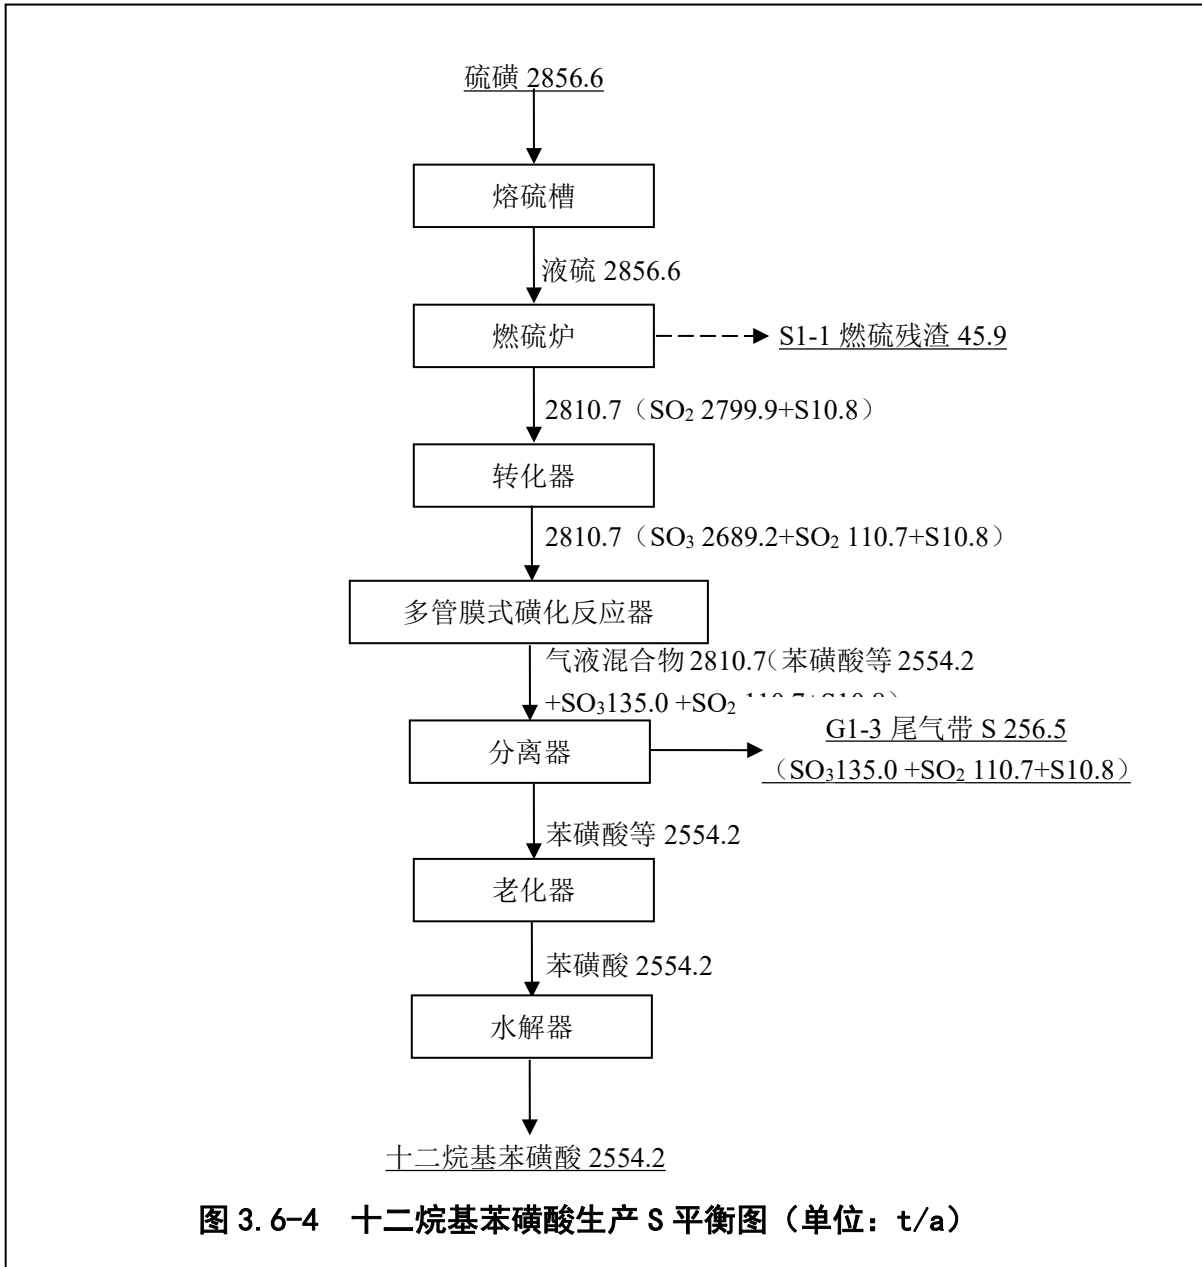 硫磺 2856.6
熔硫槽
液硫 2856.6
燃硫炉
S1-1 燃硫残渣 45.9
2810.7（SO₂ 2799.9+S10.8）
转化器
2810.7（SO₃ 2689.2+SO₂ 110.7+S10.8）
多管膜式磺化反应器
气液混合物 2810.7（苯磺酸等 2554.2
+SO₃135.0 +SO₂
分离器
G1-3 尾气带 S 256.5
（SO₃135.0 +SO₂ 110.7+S10.8）
苯磺酸等 2554.2
老化器
苯磺酸 2554.2
水解器
十二烷基苯磺酸 2554.2
图 3.6-4 十二烷基苯磺酸生产 S 平衡图（单位：t/a）